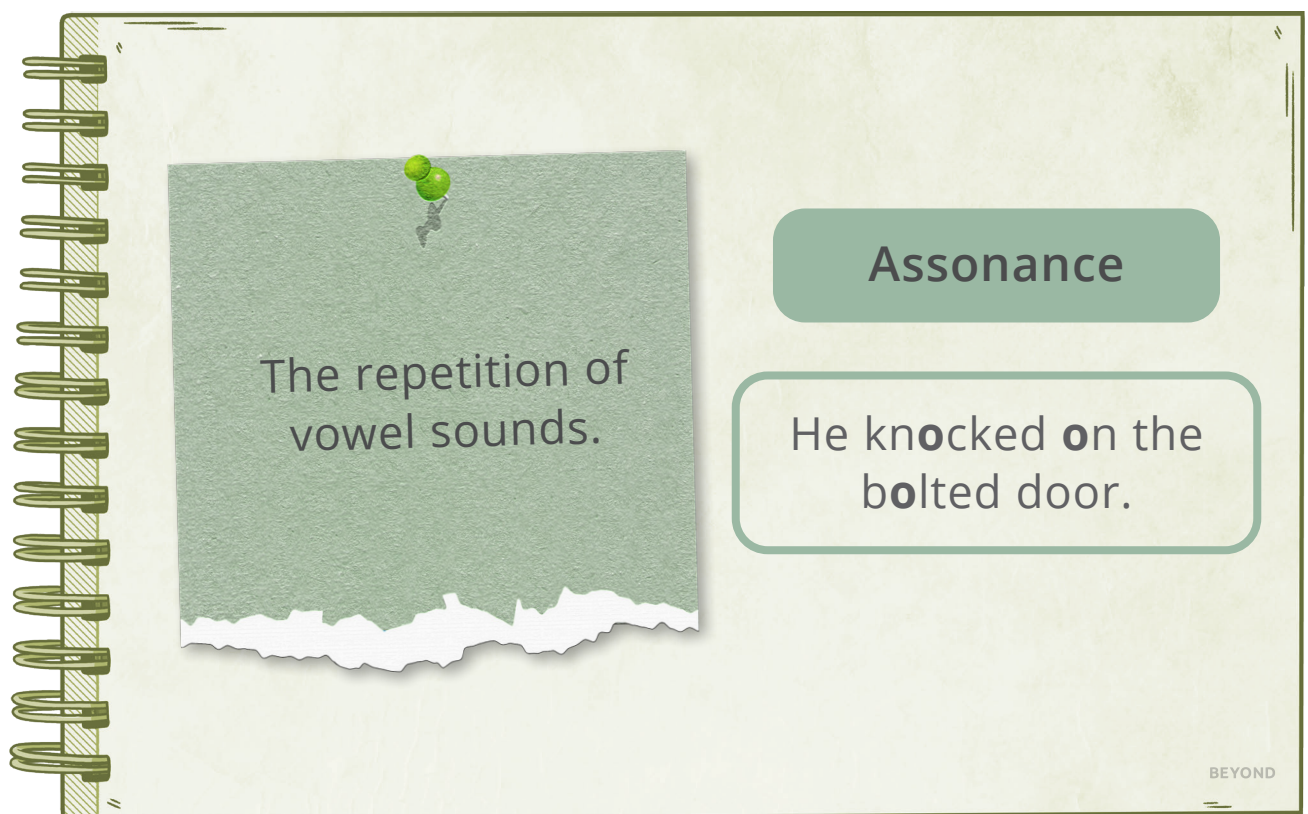 The repetition of
vowel sounds.
Assonance
He knocked on the
bolted door.
BEYOND